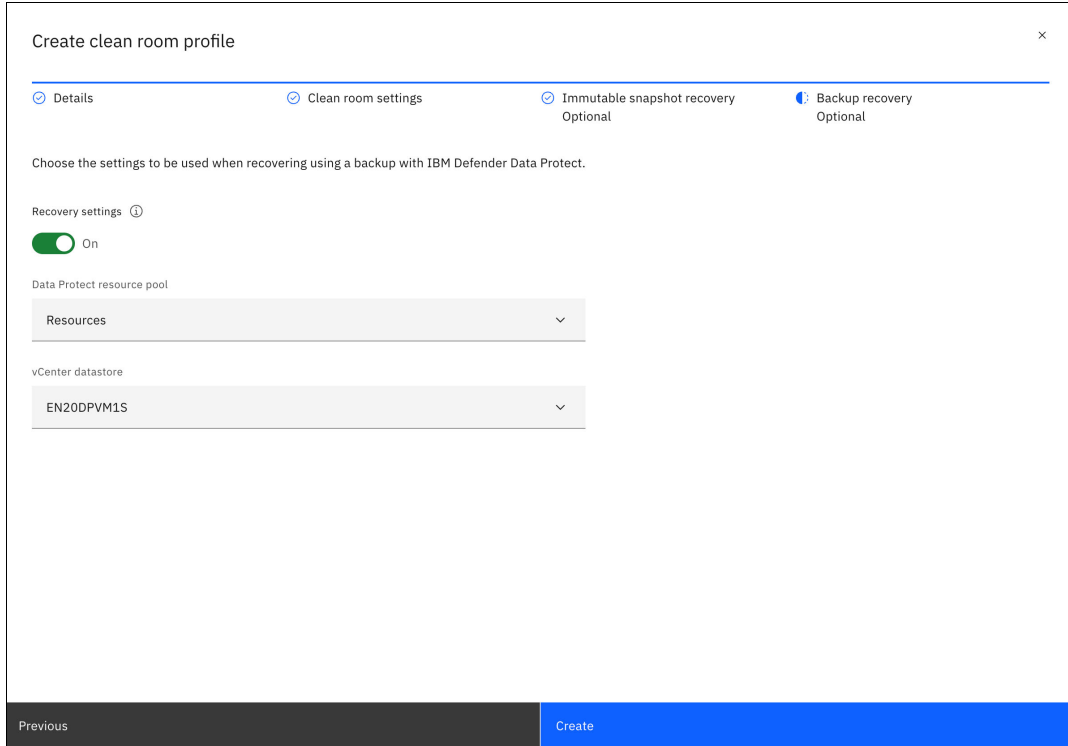 Create clean room profile
Details
Clean room settings
Immutable snapshot recovery
Optional
Backup recovery
Optional
Choose the settings to be used when recovering using a backup with IBM Defender Data Protect.
Recovery settings
On
Data Protect resource pool
Resources
vCenter datastore
EN20DPVM1S
Previous
Create